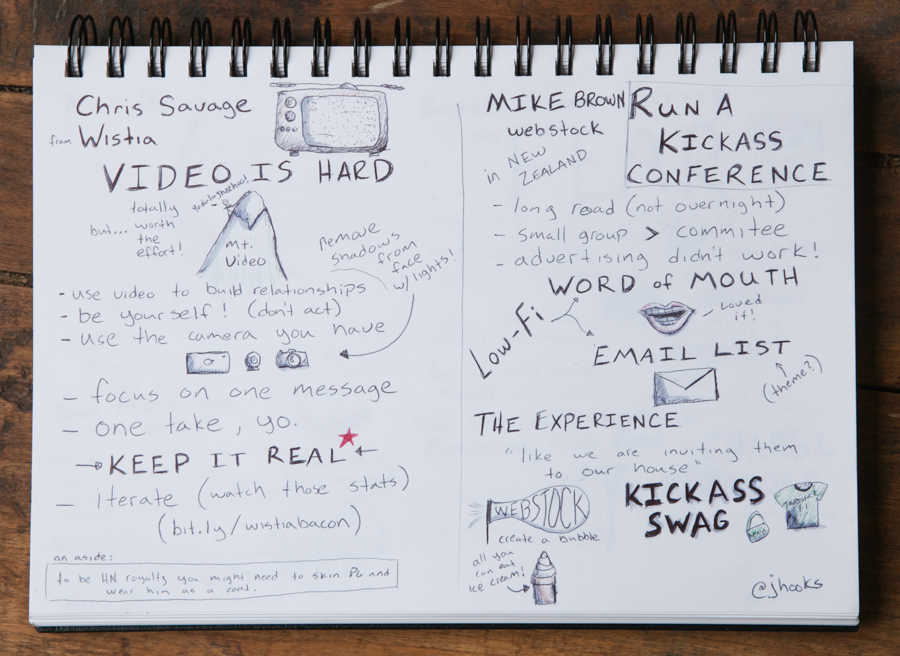 Chris Savage
from Wistia
VIDEO IS HARD
totally
but... worth
the
effort!
Mt.
Video
remove
shadows
from
face
w/ lights!
- use video to build relationships
- be yourself! (don't act)
- use the camera you have
- focus on one message
- one take, yo.
KEEP IT REAL
- Iterate (watch those stats)
(bit.ly/wistiabacon)
an aside:
to be HN royalty you might need to skin PG and
wear him as a coat.
MIKE BROWN
webstock
in NEW
ZEALAND
RUN A
KICKASS
CONFERENCE
- long road (not overnight)
- small group > commitee
- advertising didn't work!
WORD of MOUTH
Low-Fi
Loved
it!
EMAIL LIST
(theme?)
THE EXPERIENCE
"like we are inviting them
to our house"
WEBSTOCK
create a bubble
KICKASS
SWAG
all you
can eat
ICE CREAM!
@jhooks